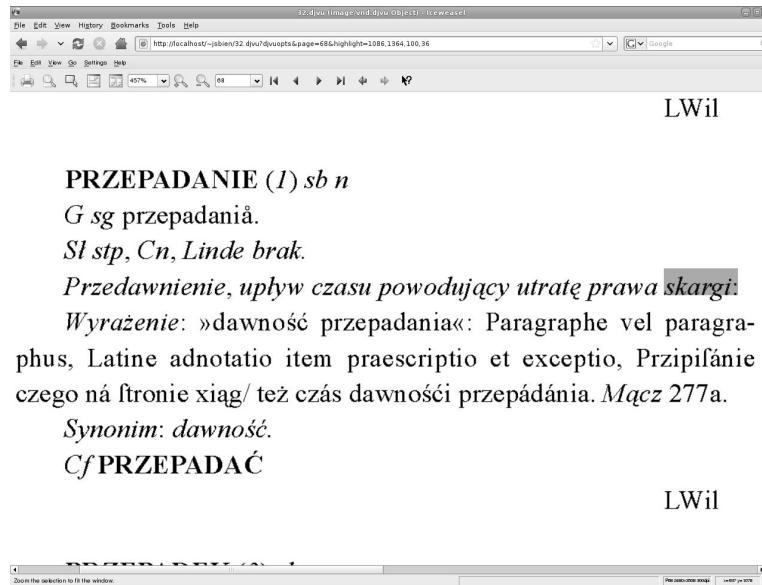 32.djvu (image/vnd.djvu Object) - Iceweasel
File Edit View History Bookmarks Tools Help
http://localhost/~jsbien/32.djvu?djvuopts&page=68&highlight=1086,1364,100,36
Google
File Edit View Go Settings Help
457% 68
LWil
PRZEPADANIE (1) sb n
G sg przepadaniå.
Sł stp, Cn, Linde brak.
Przedawnienie, upływ czasu powodujący utratę prawa skargi:
Wyrażenie: »dawność przepadania«: Paragraphe vel paragra-
phus, Latine adnotatio item praescriptio et exceptio, Przipiſánie
czego ná ſtronie xiąg/ też czás dawnośći przepádánia. Mącz 277a.
Synonim: dawność.
Cf PRZEPADAĆ
LWil
Zoom the selection to fit the window.